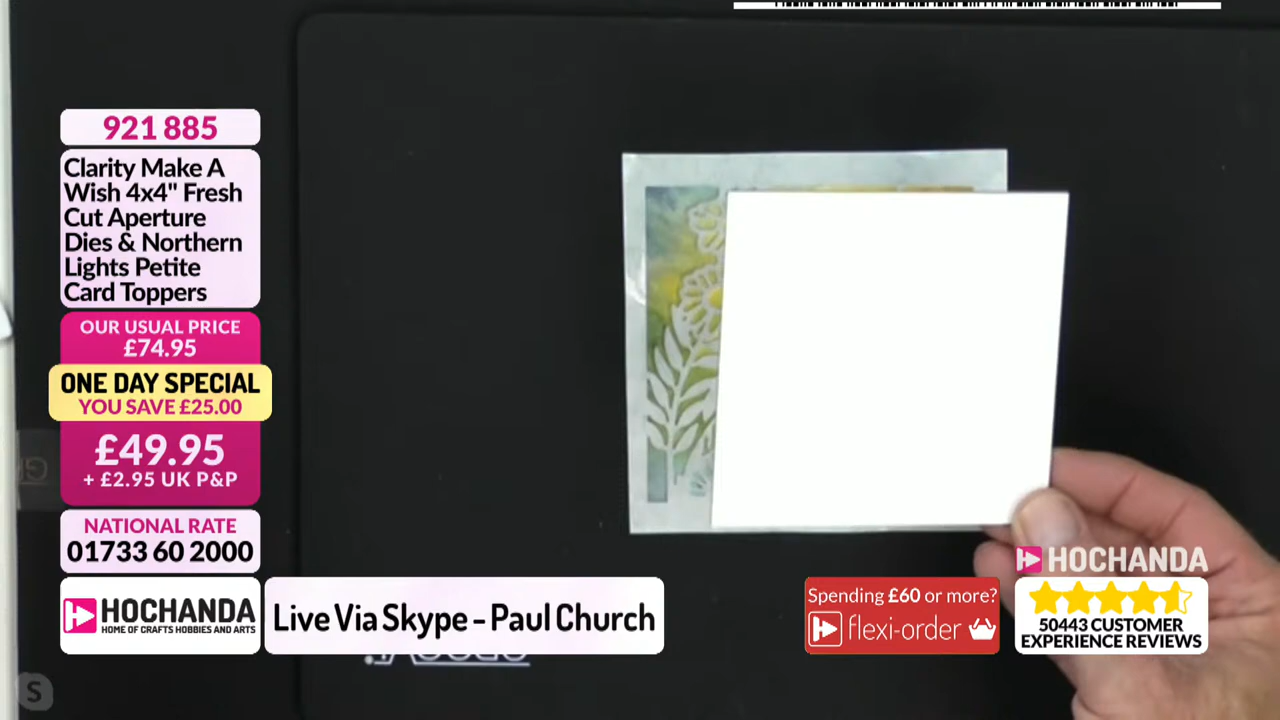 921 885
Clarity Make A
Wish 4x4" Fresh
Cut Aperture
Dies & Northern
Lights Petite
Card Toppers
OUR USUAL PRICE
£74.95
ONE DAY SPECIAL
YOU SAVE £25.00
£49.95
+ £2.95 UK P&P
NATIONAL RATE
01733 60 2000
HOCHANDA
HOME OF CRAFTS HOBBIES AND ARTS
Live Via Skype - Paul Church
Spending £60 or more?
flexi-order
HOCHANDA
50443 CUSTOMER
EXPERIENCE REVIEWS
S